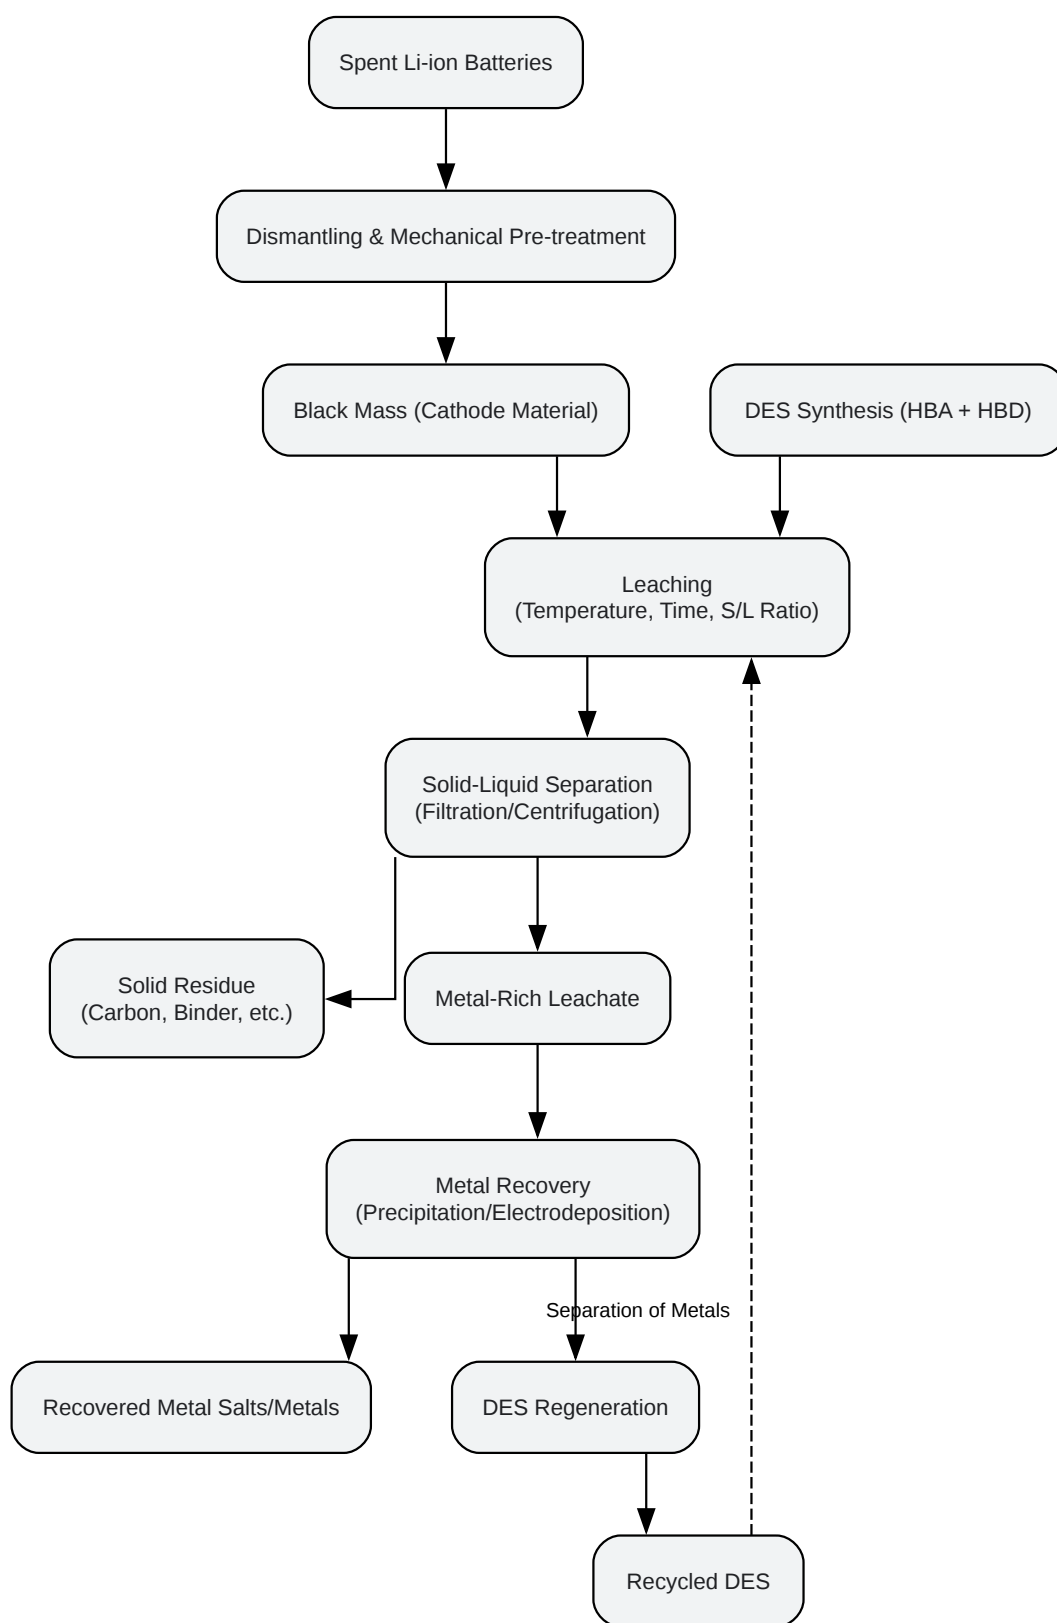 Spent Li-ion Batteries
Dismantling & Mechanical Pre-treatment
Black Mass (Cathode Material)
DES Synthesis (HBA + HBD)
Leaching
(Temperature, Time, S/L Ratio)
Solid-Liquid Separation
(Filtration/Centrifugation)
Solid Residue
(Carbon, Binder, etc.)
Metal-Rich Leachate
Metal Recovery
(Precipitation/Electrodeposition)
Separation of Metals
Recovered Metal Salts/Metals
DES Regeneration
Recycled DES